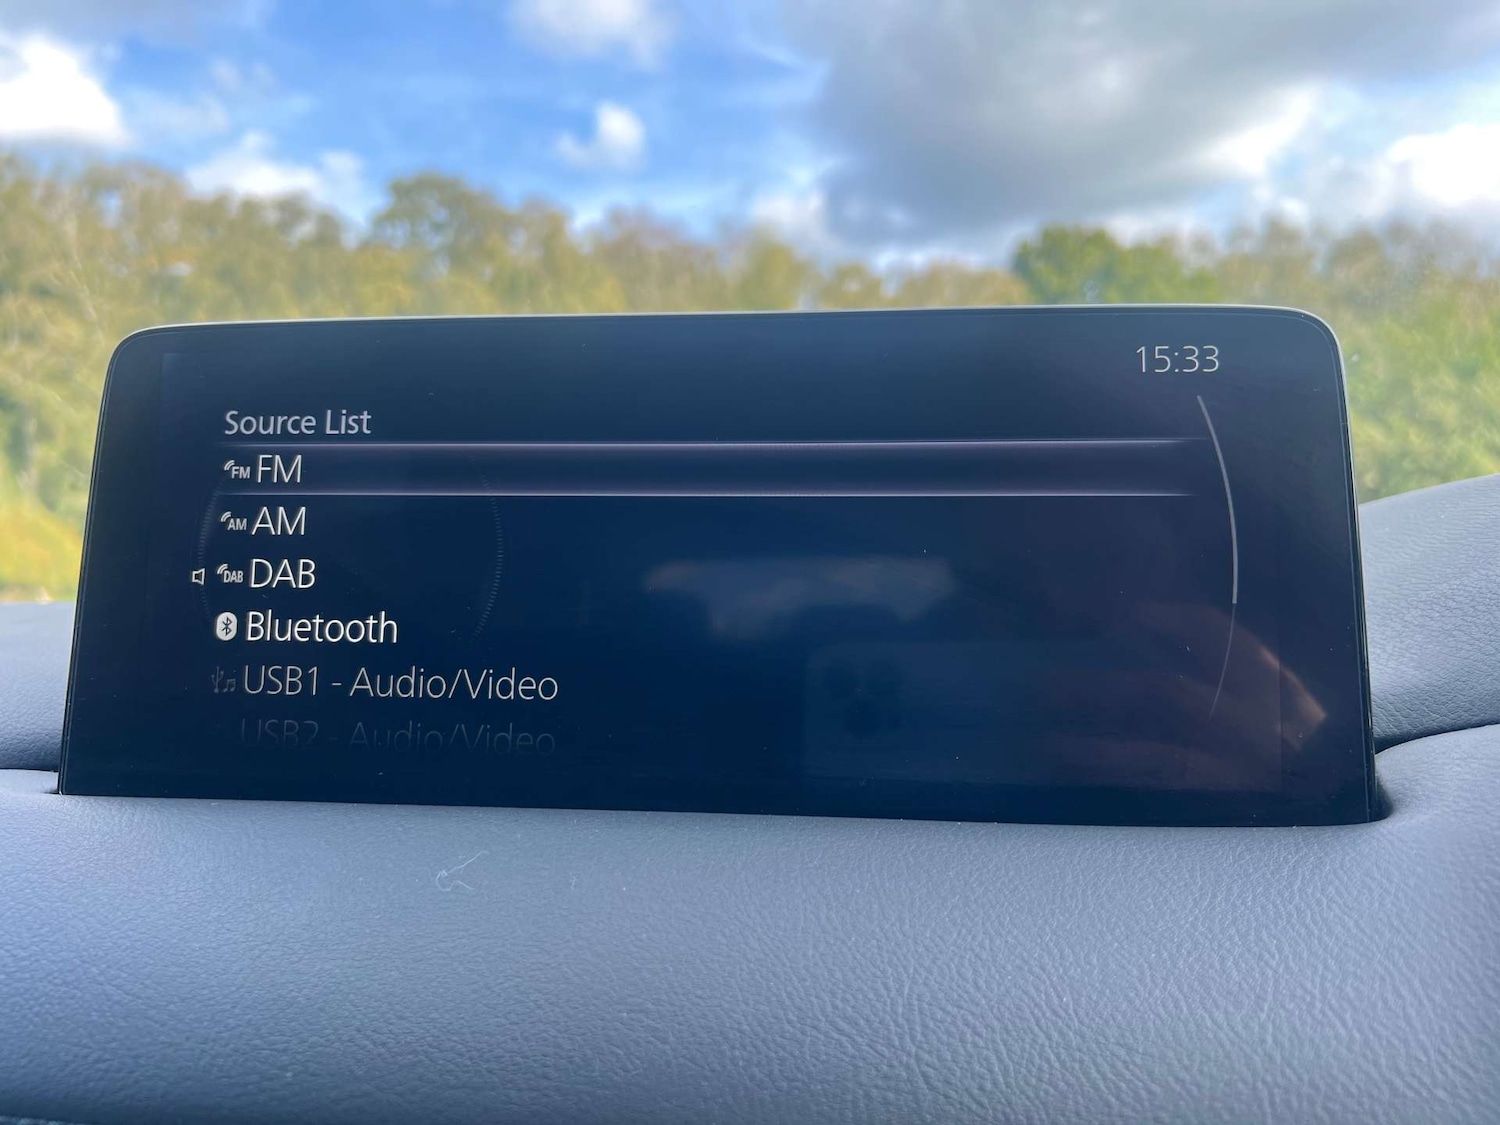 15:33
Source List
FM FM
AM AM
DAB DAB
Bluetooth
USB1 - Audio/Video
USB2 - Audio/Video